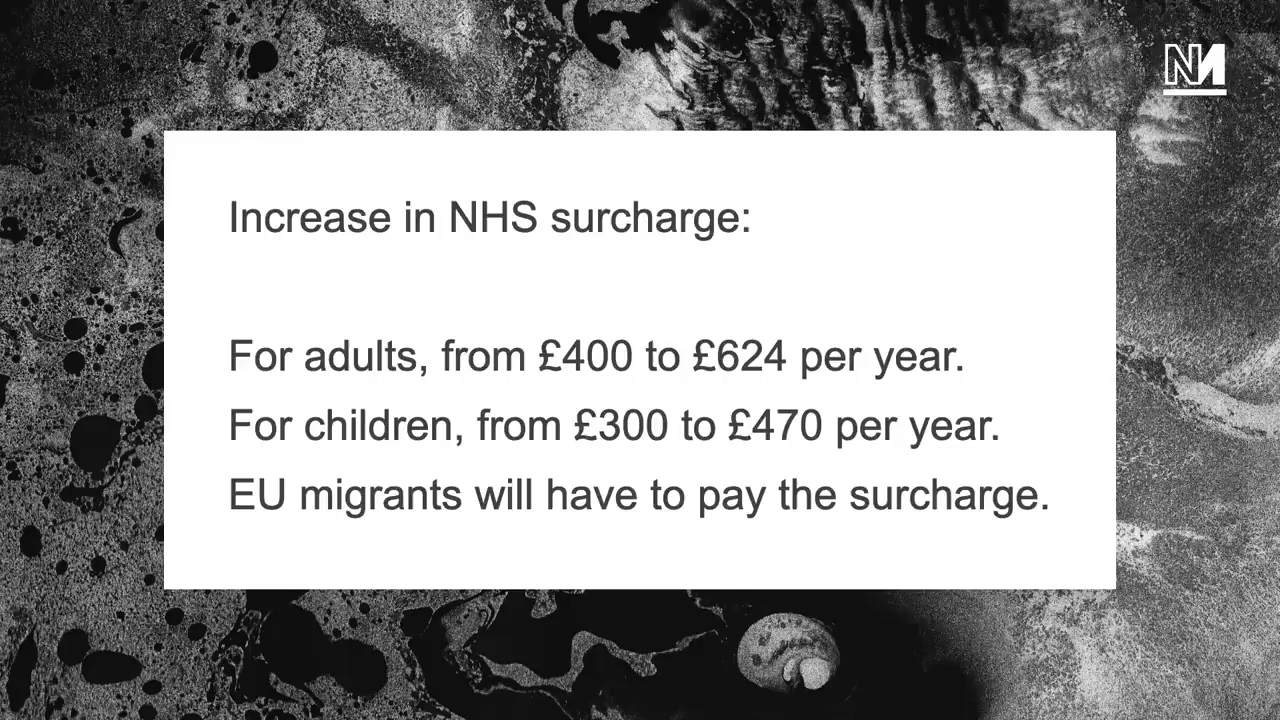 NM
Increase in NHS surcharge:
For adults, from £400 to £624 per year.
For children, from £300 to £470 per year.
EU migrants will have to pay the surcharge.